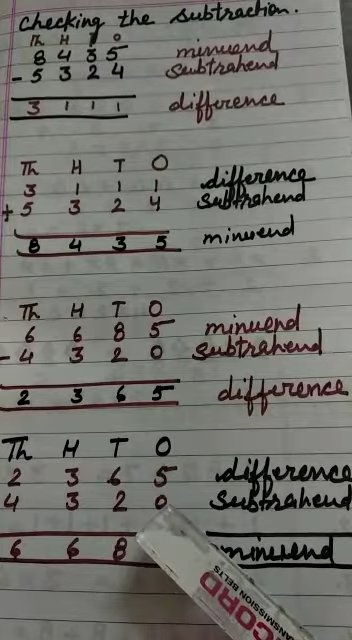 Checking the subtraction.
Th H T O
8 4 3 5 minuend
- 5 3 2 4 subtrahend
3 1 1 1 difference
Th H T O
3 1 1 1 difference
+ 5 3 2 4 subtrahend
8 4 3 5 minuend
Th H T O
6 6 8 5 minuend
- 4 3 2 0 subtrahend
2 3 6 5 difference
Th H T O
2 3 6 5 difference
4 3 2 0 subtrahend
6 6 8 minuend
CORD
TRANSMISSION BELTS